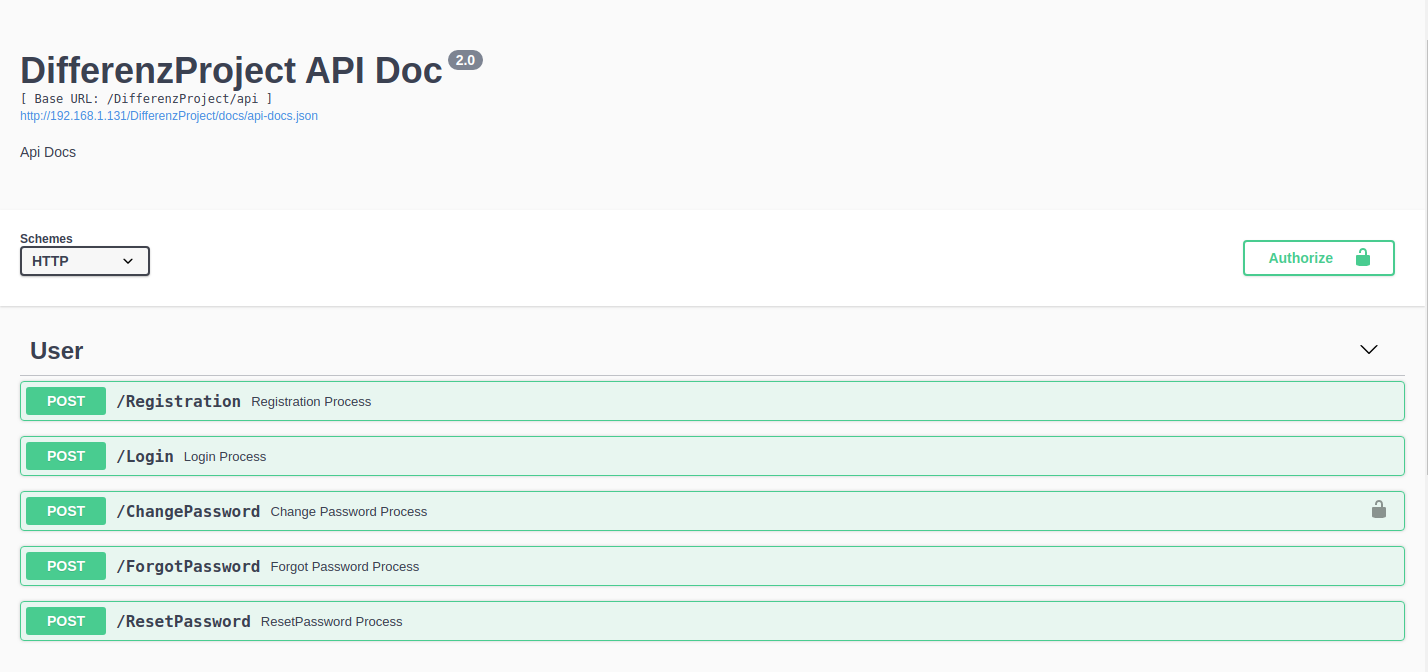 DifferenzProject API Doc 2.0
[ Base URL: /DifferenzProject/api ]
http://192.168.1.131/DifferenzProject/docs/api-docs.json
Api Docs
Schemes
HTTP
Authorize
User
POST /Registration Registration Process
POST /Login Login Process
POST /ChangePassword Change Password Process
POST /ForgotPassword Forgot Password Process
POST /ResetPassword ResetPassword Process